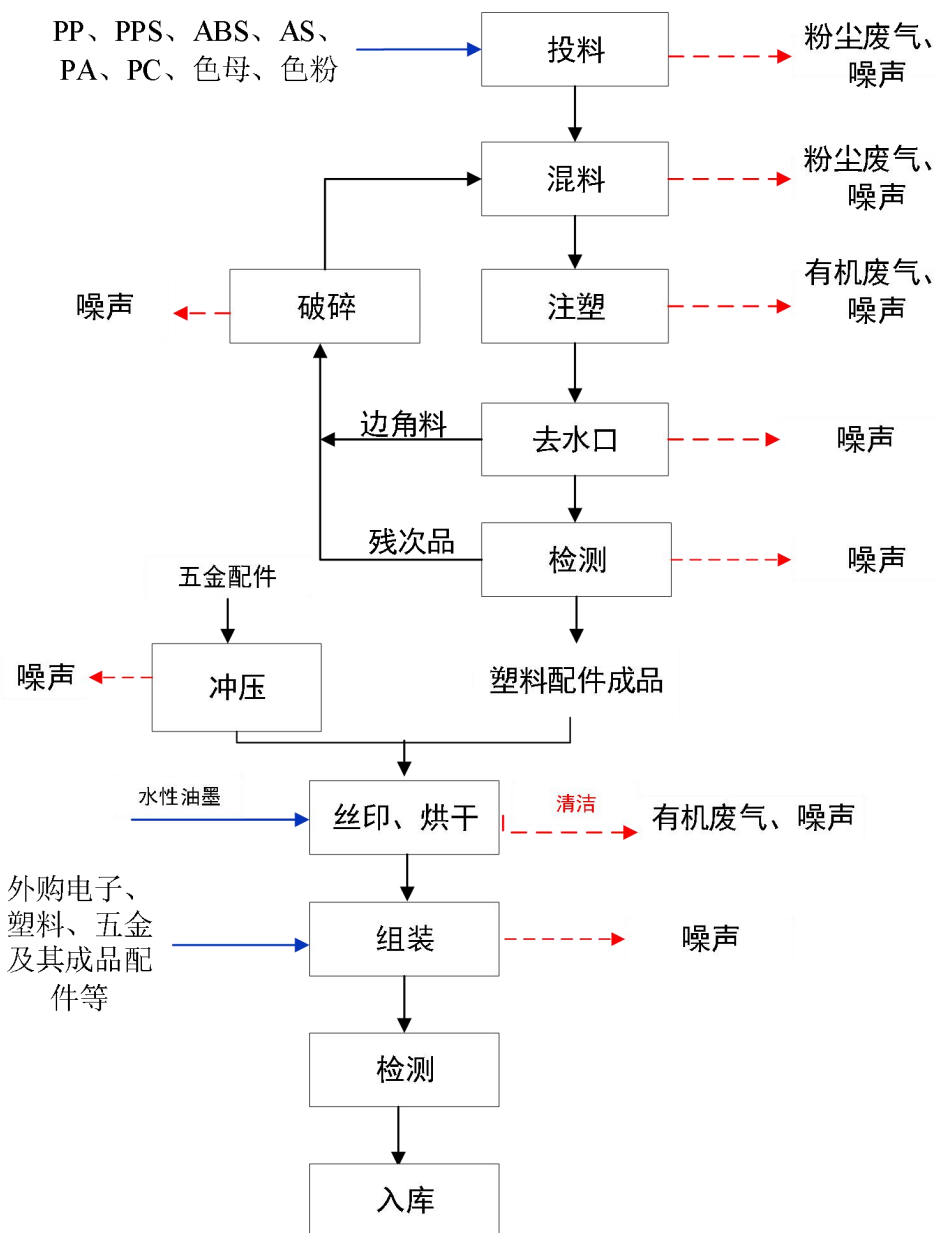 PP、PPS、ABS、AS、
PA、PC、色母、色粉
投料
粉尘废气、
噪声
混料
粉尘废气、
噪声
噪声
破碎
注塑
有机废气、
噪声
边角料
去水口
噪声
残次品
检测
噪声
五金配件
噪声
冲压
塑料配件成品
水性油墨
丝印、烘干
清洁
有机废气、噪声
外购电子、
塑料、五金
及其成品配
件等
组装
噪声
检测
入库